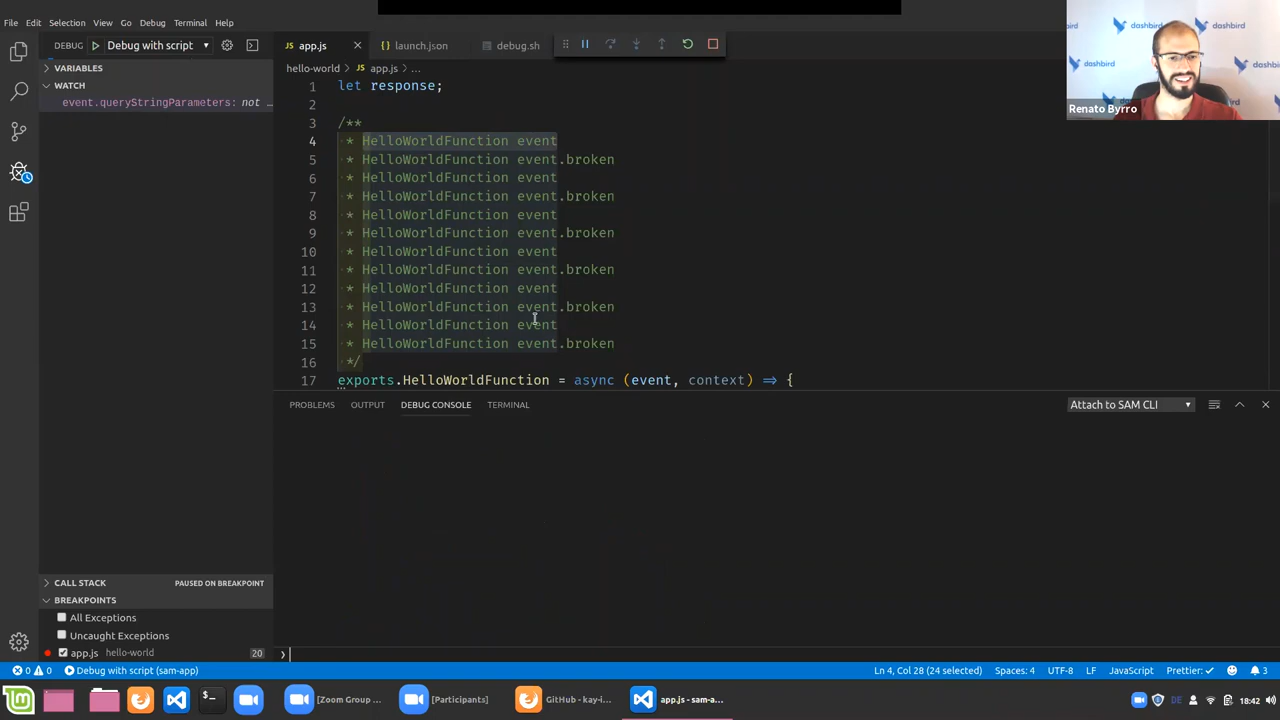 File Edit Selection View Go Debug Terminal Help
DEBUG Debug with script
app.js launch.json debug.sh
dashbird
dashbird
dashbird
Renato Byrro
VARIABLES
WATCH
event.queryStringParameters: not …
hello-world > app.js > …
1 let response;
2
3 /**
4 * HelloWorldFunction event
5 * HelloWorldFunction event.broken
6 * HelloWorldFunction event
7 * HelloWorldFunction event.broken
8 * HelloWorldFunction event
9 * HelloWorldFunction event.broken
10 * HelloWorldFunction event
11 * HelloWorldFunction event.broken
12 * HelloWorldFunction event
13 * HelloWorldFunction event.broken
14 * HelloWorldFunction event
15 * HelloWorldFunction event.broken
16 */
17 exports.HelloWorldFunction = async (event, context) => {
PROBLEMS OUTPUT DEBUG CONSOLE TERMINAL Attach to SAM CLI
CALL STACK PAUSED ON BREAKPOINT
BREAKPOINTS
All Exceptions
Uncaught Exceptions
app.js hello-world 20
0 0 Debug with script (sam-app) Ln 4, Col 28 (24 selected) Spaces: 4 UTF-8 LF JavaScript Prettier: ✓ 3
[Zoom Group ... [Participants] GitHub - kay-i... app.js - sam-a... DE 18:42